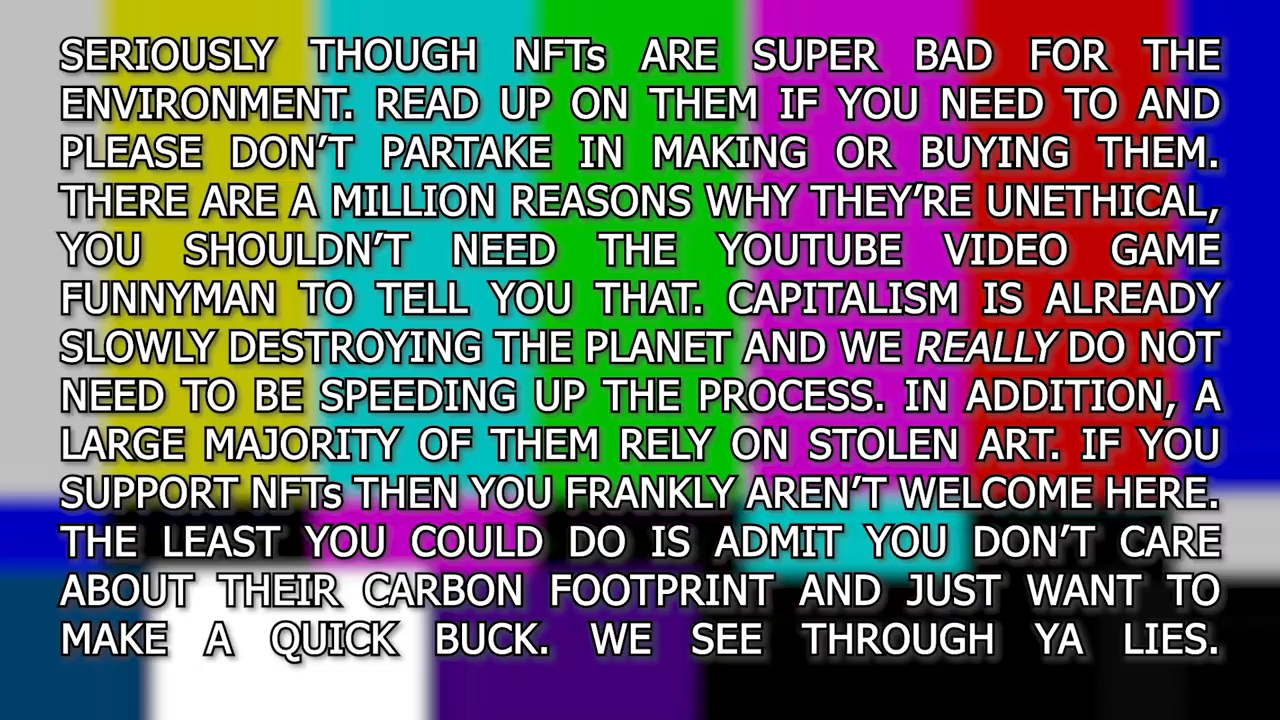 SERIOUSLY THOUGH NFTs ARE SUPER BAD FOR THE
ENVIRONMENT. READ UP ON THEM IF YOU NEED TO AND
PLEASE DON’T PARTAKE IN MAKING OR BUYING THEM.
THERE ARE A MILLION REASONS WHY THEY’RE UNETHICAL,
YOU SHOULDN’T NEED THE YOUTUBE VIDEO GAME
FUNNYMAN TO TELL YOU THAT. CAPITALISM IS ALREADY
SLOWLY DESTROYING THE PLANET AND WE REALLY DO NOT
NEED TO BE SPEEDING UP THE PROCESS. IN ADDITION, A
LARGE MAJORITY OF THEM RELY ON STOLEN ART. IF YOU
SUPPORT NFTs THEN YOU FRANKLY AREN’T WELCOME HERE.
THE LEAST YOU COULD DO IS ADMIT YOU DON’T CARE
ABOUT THEIR CARBON FOOTPRINT AND JUST WANT TO
MAKE A QUICK BUCK. WE SEE THROUGH YA LIES.